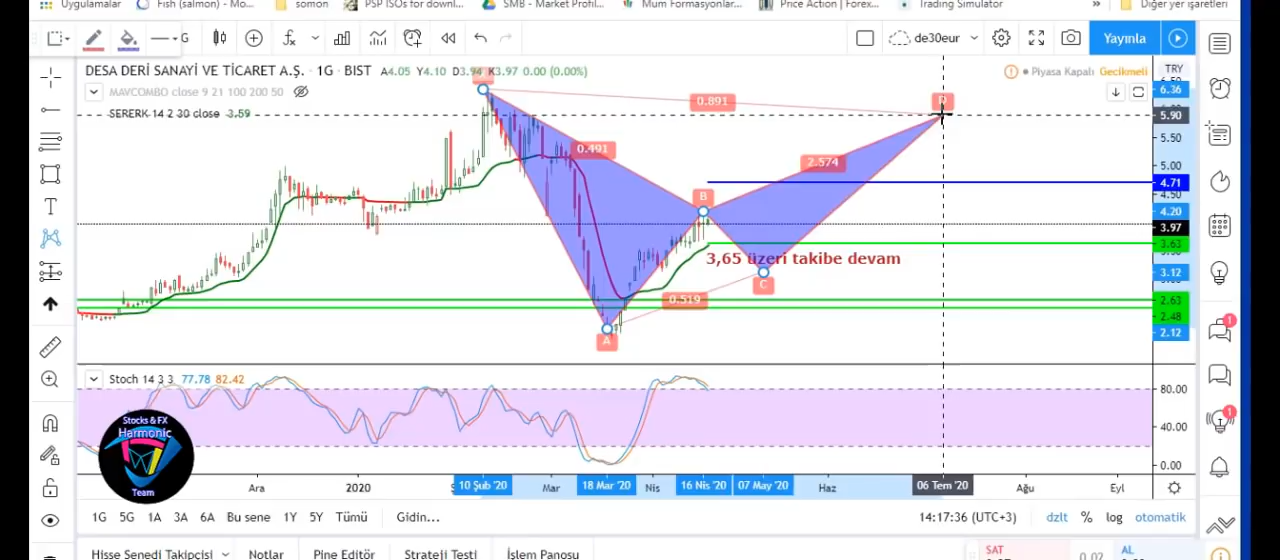 Uygulamalar
Fish (salmon) - Mo...
somon
PSP ISOs for downl...
SMB - Market Profil...
Mum Formasyonlar...
Price Action | Forex...
Trading Simulator
»
Diğer yer işaretleri
G
de30eur
Yayınla
DESA DERİ SANAYİ VE TİCARET A.Ş. · 1G · BIST A4.05 Y4.10 D3.94 K3.97 0.00 (0.00%)
Piyasa Kapalı Gecikmeli
TRY
MAVCOMBO close 9 21 100 200 50
SERERK 14 2 30 close 3.59
6.36
5.90
5.50
5.00
4.71
4.50
4.20
3.97
3.63
3.12
2.63
2.48
2.12
0.891
D
0.491
2.574
B
3,65 üzeri takibe devam
C
0.519
A
Stoch 14 3 3 77.78 82.42
80.00
40.00
0.00
Stocks & FX
Harmonic
Team
Ara
2020
10 Şub '20
Mar
18 Mar '20
Nis
16 Nis '20
07 May '20
Haz
06 Tem '20
Ağu
Eyl
1G 5G 1A 3A 6A Bu sene 1Y 5Y Tümü Gidin...
14:17:36 (UTC+3) dzlt % log otomatik
Hisse Senedi Takipçisi
Notlar
Pine Editör
Strateji Testi
İşlem Panosu
SAT
0.02
AL
1
1